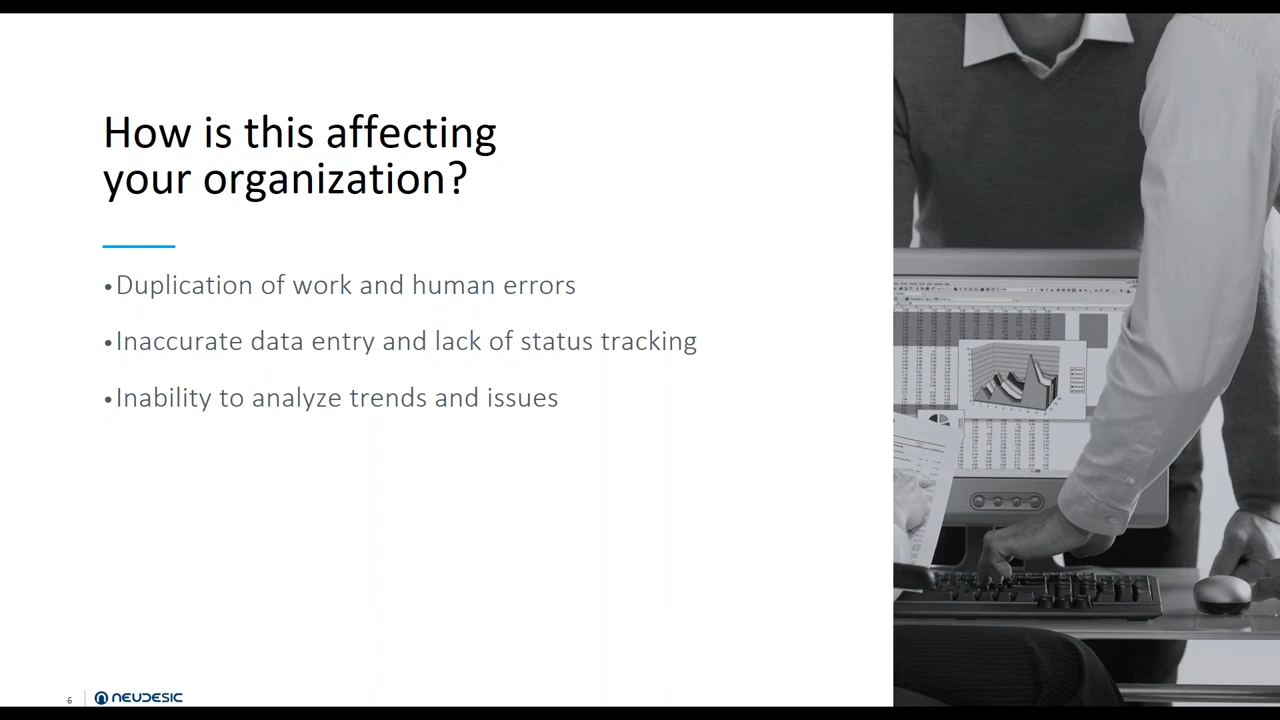 How is this affecting
your organization?
•Duplication of work and human errors
•Inaccurate data entry and lack of status tracking
•Inability to analyze trends and issues
6
NEUDESIC